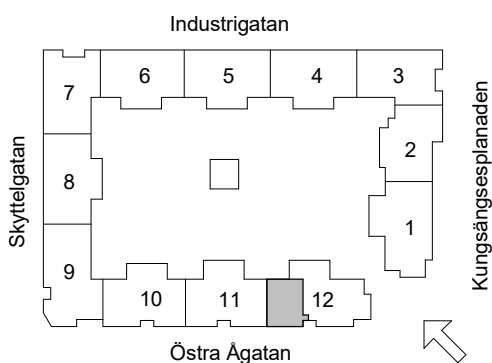 Industrigatan
6 5 4 3
7
2
8
1
9
10 11 12
Skyttelgatan
Kungsängsesplanaden
Östra Ågatan